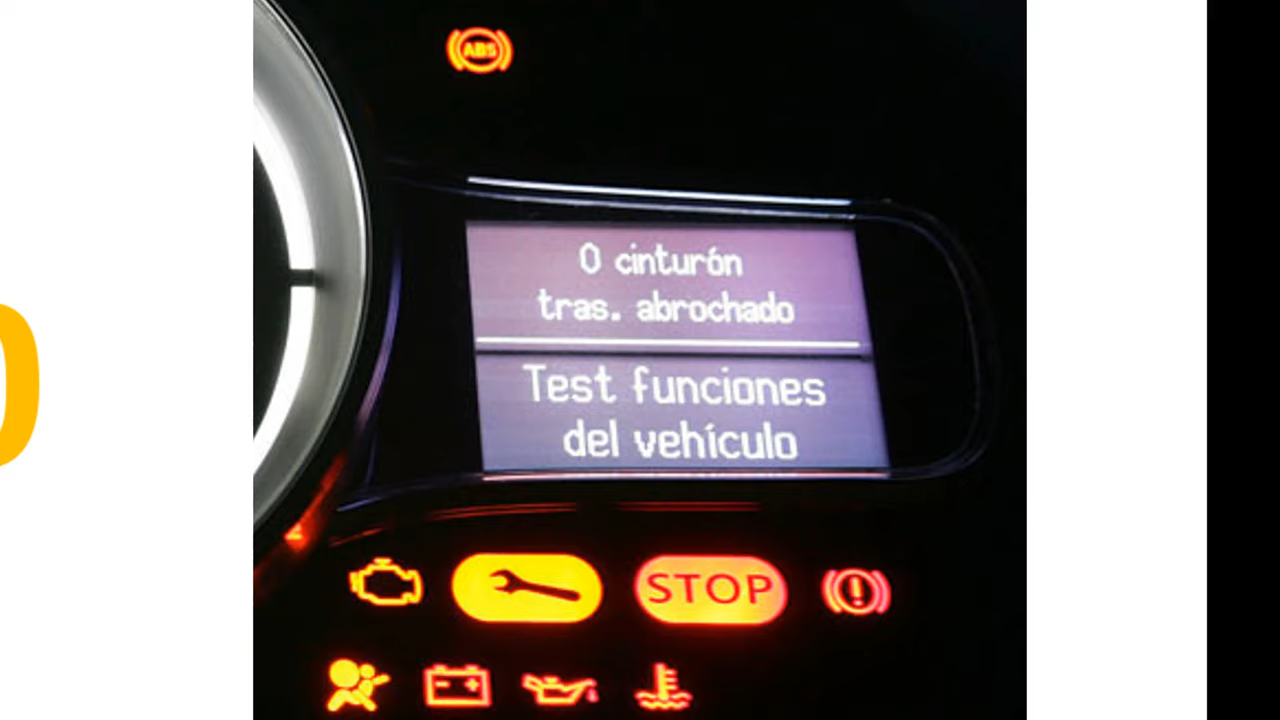 ABS
0 cinturón
tras. abrochado
Test funciones
del vehículo
STOP